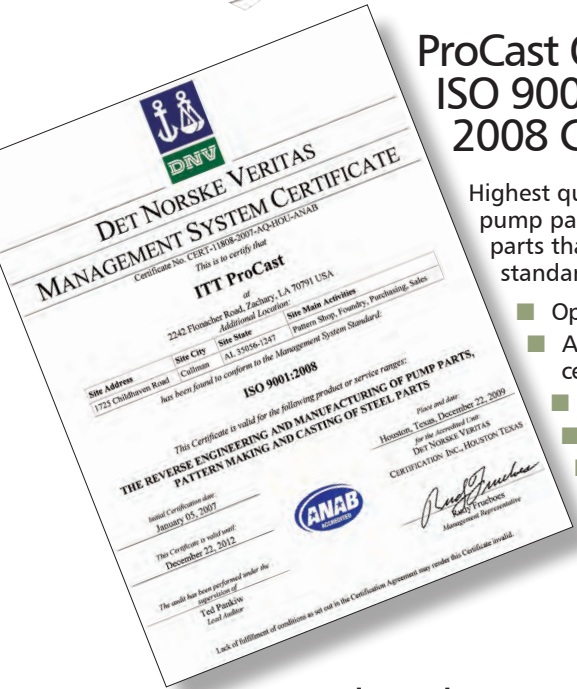 ProCast
ISO 900
2008 C
Highest qu
pump pa
parts tha
standar
Op
A
ce
DNV
DET NORSKE VERITAS
MANAGEMENT SYSTEM CERTIFICATE
Certificate No. CERT-11808-2007-AQ-HOU-ANAB
This is to certify that
ITT ProCast
at
2242 Flonacher Road, Zachary, LA 70791 USA
Additional Location:
Site Address Site City Site State Site Main Activities
1725 Childhaven Road Cullman AL 35056-1247 Pattern Shop, Foundry, Purchasing, Sales
has been found to conform to the Management System Standard:
ISO 9001:2008
This Certificate is valid for the following product or service ranges:
THE REVERSE ENGINEERING AND MANUFACTURING OF PUMP PARTS,
PATTERN MAKING AND CASTING OF STEEL PARTS
Initial Certification date:
January 05, 2007
This Certificate is valid until:
December 22, 2012
The audit has been performed under the
supervision of
Ted Pankiw
Lead Auditor
ANAB
ACCREDITED
Place and date:
Houston, Texas, December 22, 2009
for the Accredited Unit:
DET NORSKE VERITAS
CERTIFICATION INC., HOUSTON TEXAS
Rudy Fruehoes
Management Representative
Lack of fulfillment of conditions as set out in the Certification Agreement may render this Certificate invalid.